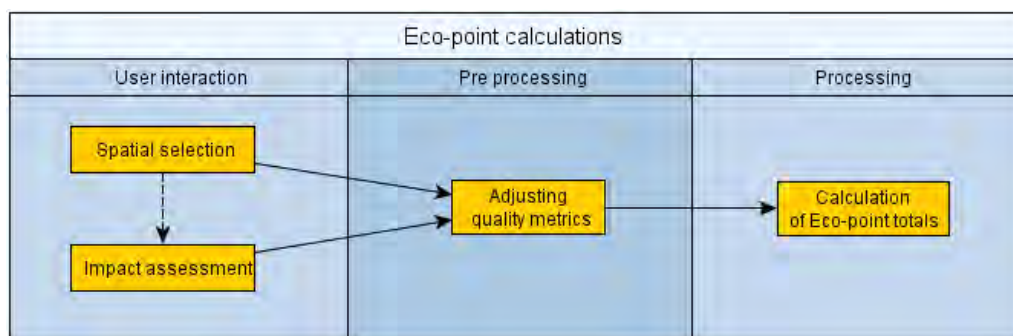 Eco-point calculations
User interaction
Pre processing
Processing
Spatial selection
Impact assessment
Adjusting
quality metrics
Calculation
of Eco-point totals